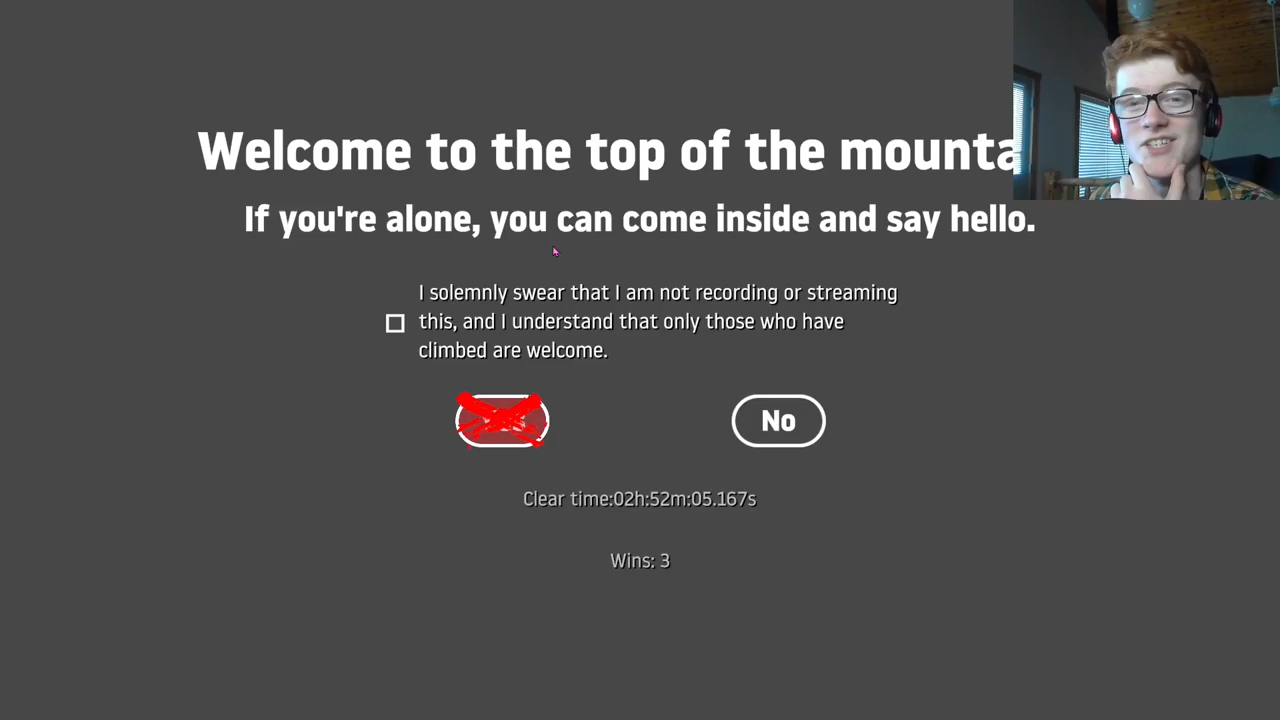 Welcome to the top of the mounta
If you're alone, you can come inside and say hello.
I solemnly swear that I am not recording or streaming
this, and I understand that only those who have
climbed are welcome.
No
Clear time:02h:52m:05.167s
Wins: 3